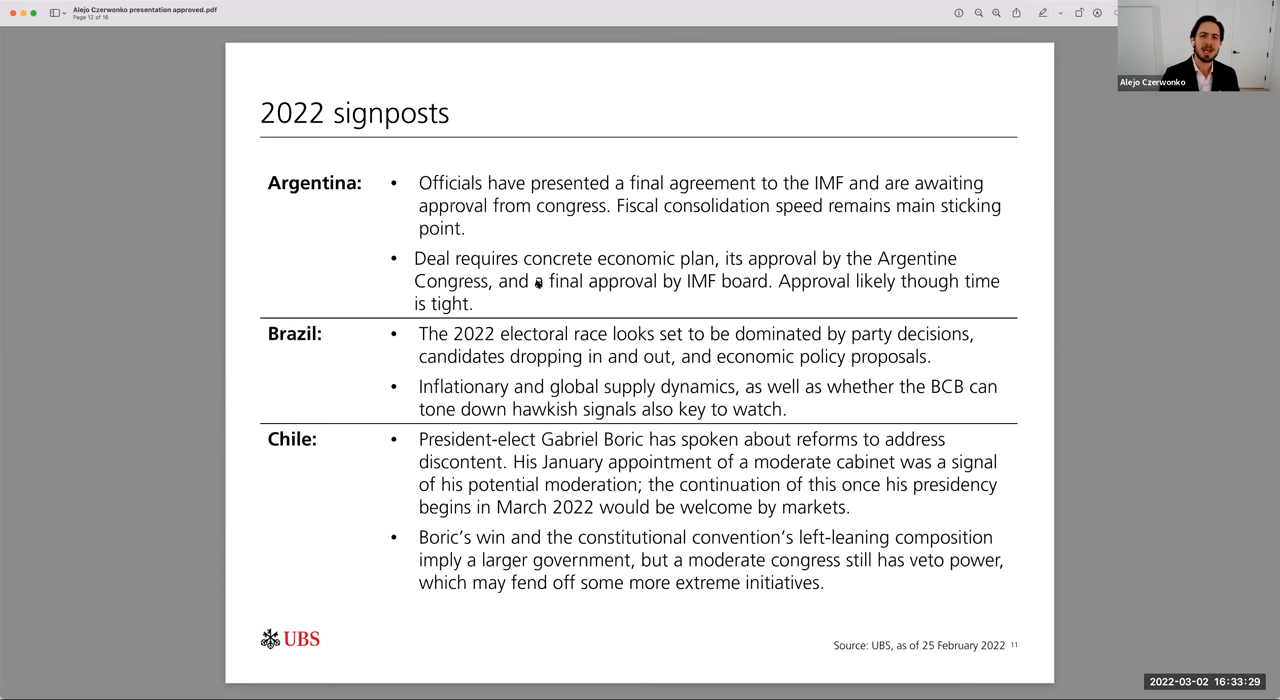 Alejo Czerwonko presentation approved.pdf
Page 12 of 16
Alejo Czerwonko
2022 signposts
Argentina:
• Officials have presented a final agreement to the IMF and are awaiting
approval from congress. Fiscal consolidation speed remains main sticking
point.
• Deal requires concrete economic plan, its approval by the Argentine
Congress, and a final approval by IMF board. Approval likely though time
is tight.
Brazil:
• The 2022 electoral race looks set to be dominated by party decisions,
candidates dropping in and out, and economic policy proposals.
• Inflationary and global supply dynamics, as well as whether the BCB can
tone down hawkish signals also key to watch.
Chile:
• President-elect Gabriel Boric has spoken about reforms to address
discontent. His January appointment of a moderate cabinet was a signal
of his potential moderation; the continuation of this once his presidency
begins in March 2022 would be welcome by markets.
• Boric's win and the constitutional convention's left-leaning composition
imply a larger government, but a moderate congress still has veto power,
which may fend off some more extreme initiatives.
UBS
Source: UBS, as of 25 February 2022 11
2022-03-02 16:33:29